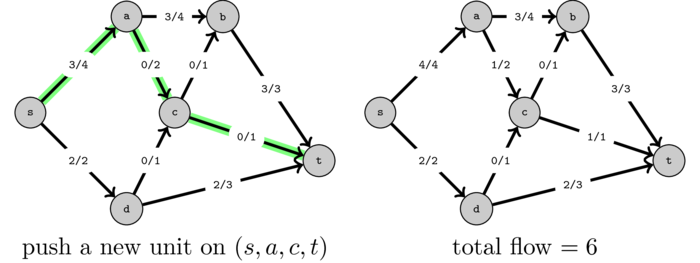 a 3/4 b
3/4 0/2 0/1
3/3
s c
0/1
t
2/2 0/1
2/3
d
push a new unit on (s, a, c, t)
a 3/4 b
4/4 1/2 0/1
3/3
s c
1/1
t
2/2 0/1
2/3
d
total flow = 6